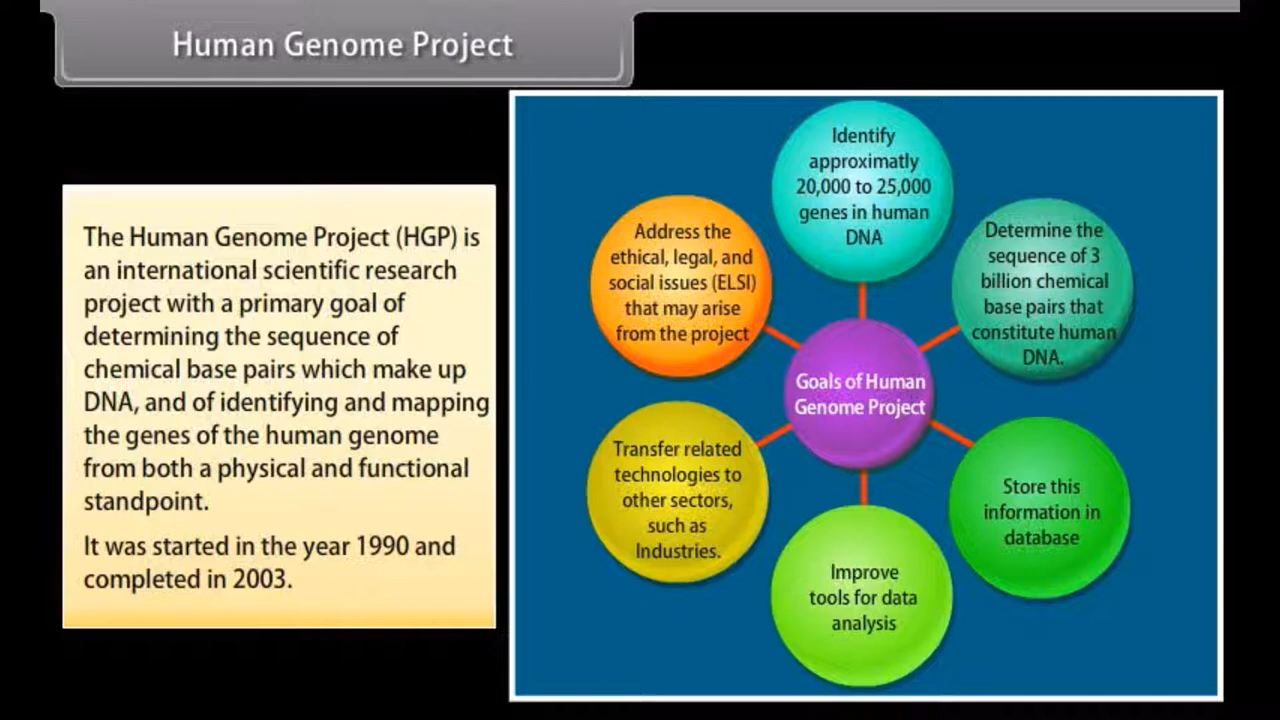 Human Genome Project
The Human Genome Project (HGP) is
an international scientific research
project with a primary goal of
determining the sequence of
chemical base pairs which make up
DNA, and of identifying and mapping
the genes of the human genome
from both a physical and functional
standpoint.
It was started in the year 1990 and
completed in 2003.
Identify
approximatly
20,000 to 25,000
genes in human
DNA
Determine the
sequence of 3
billion chemical
base pairs that
constitute human
DNA.
Store this
information in
database
Improve
tools for data
analysis
Transfer related
technologies to
other sectors,
such as
Industries.
Address the
ethical, legal, and
social issues (ELSI)
that may arise
from the project
Goals of Human
Genome Project